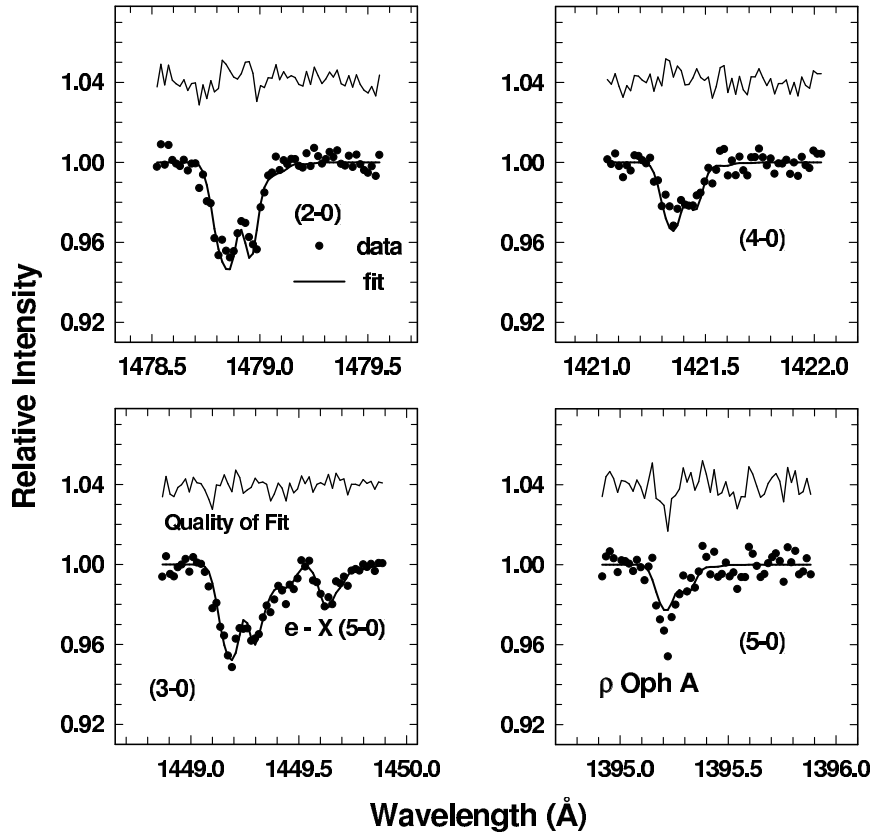 Relative Intensity
1.04
1.00
0.96
0.92
(2-0)
data
fit
1478.5 1479.0 1479.5
1.04
1.00
0.96
0.92
(4-0)
1421.0 1421.5 1422.0
1.04
1.00
0.96
0.92
Quality of Fit
e - X (5-0)
(3-0)
1449.0 1449.5 1450.0
1.04
1.00
0.96
0.92
(5-0)
ρ Oph A
1395.0 1395.5 1396.0
Wavelength (Å)